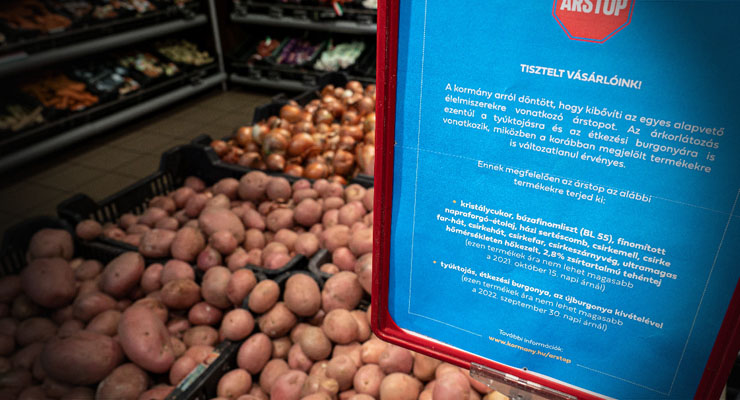 ÁRSTOP
TISZTELT VÁSÁRLÓINK!
A kormány arról döntött, hogy kibővíti az egyes alapvető
élelmiszerekre vonatkozó árstopot. Az árkorlátozás
ezentúl a tyúktojásra és az étkezési burgonyára is
vonatkozik, miközben a korábban megjelölt termékekre
is változatlanul érvényes.
Ennek megfelelően az árstop az alábbi
termékekre terjed ki:
• kristálycukor, búzafinomliszt (BL 55), finomított
napraforgó-étolaj, házi sertéscomb, csirkemell, csirke
far-hát, csirkehát, csirkefar, csirkeszárnyvég, ultramagas
hőmérsékleten hőkezelt, 2,8% zsírtartalmú tehéntej
(ezen termékek ára nem lehet magasabb
a 2021. október 15. napi árnál)
• tyúktojás, étkezési burgonya, az újburgonya kivételével
(ezen termékek ára nem lehet magasabb
a 2022. szeptember 30. napi árnál)
További információk:
www.kormany.hu/arstop